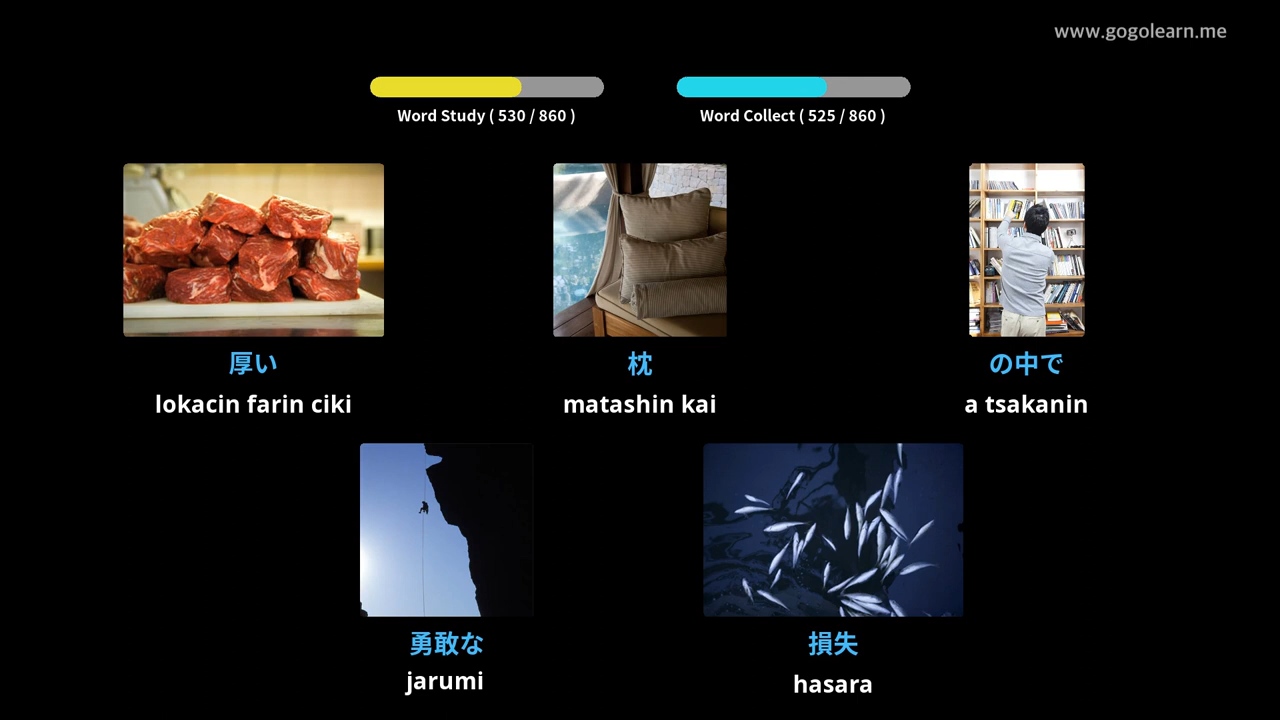 www.gogolearn.me
Word Study ( 530 / 860 )
Word Collect ( 525 / 860 )
厚い
lokacin farin ciki
枕
matashin kai
の中で
a tsakanin
勇敢な
jarumi
損失
hasara